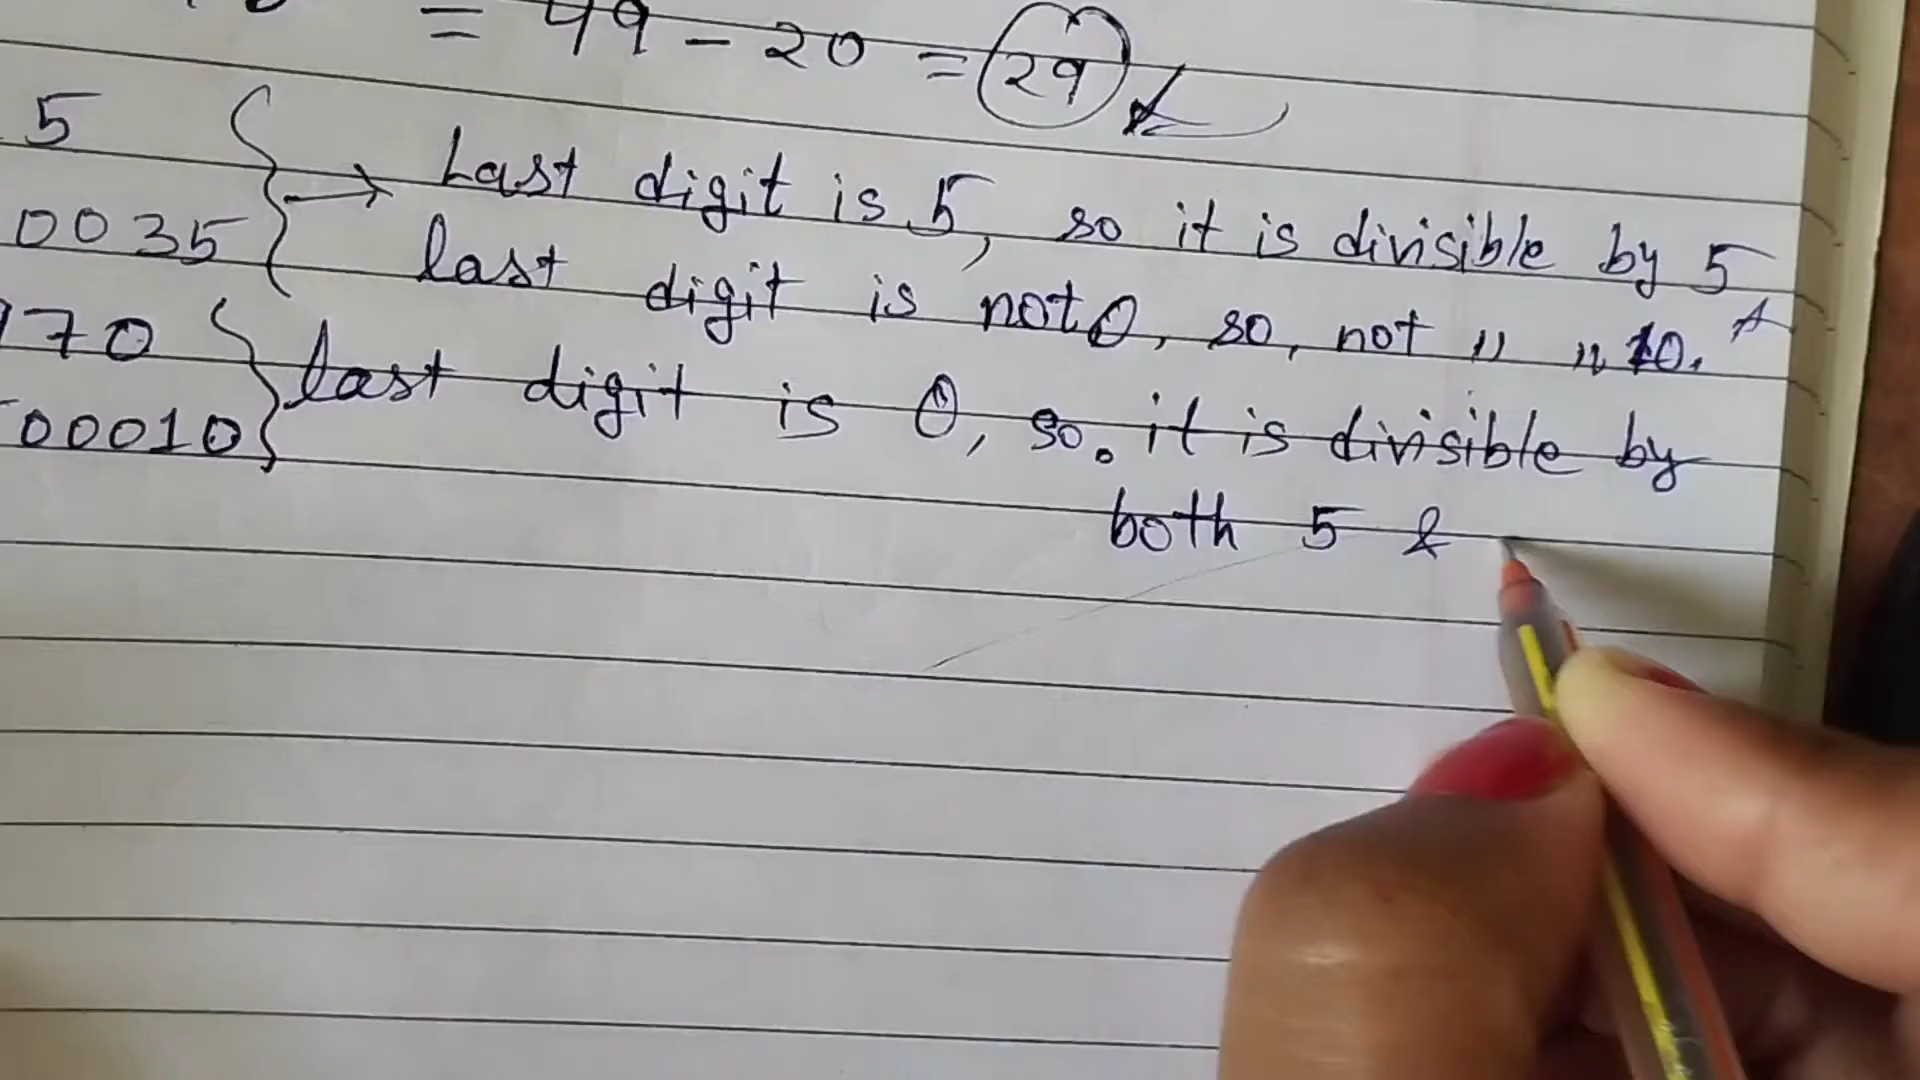 = 49 - 20 = 29
5
Last digit is 5, so it is divisible by 5
0035
last digit is not 0, so, not " " 10.
70
last digit is 0, so. it is divisible by
00010
both 5 &